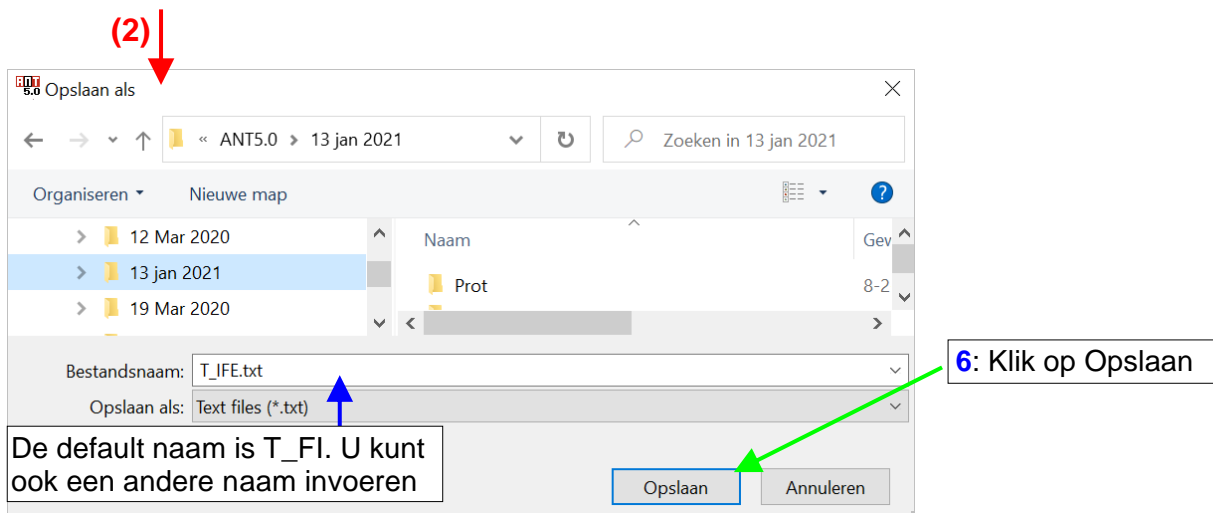 (2)
ANT 5.0 Opslaan als
« ANT5.0 > 13 jan 2021
Zoeken in 13 jan 2021
Organiseren
Nieuwe map
?
> 12 Mar 2020
Naam
Gev
> 13 jan 2021
Prot
8-2
> 19 Mar 2020
Bestandsnaam: T_IFE.txt
6: Klik op Opslaan
Opslaan als: Text files (*.txt)
De default naam is T_FI. U kunt
ook een andere naam invoeren
Opslaan
Annuleren